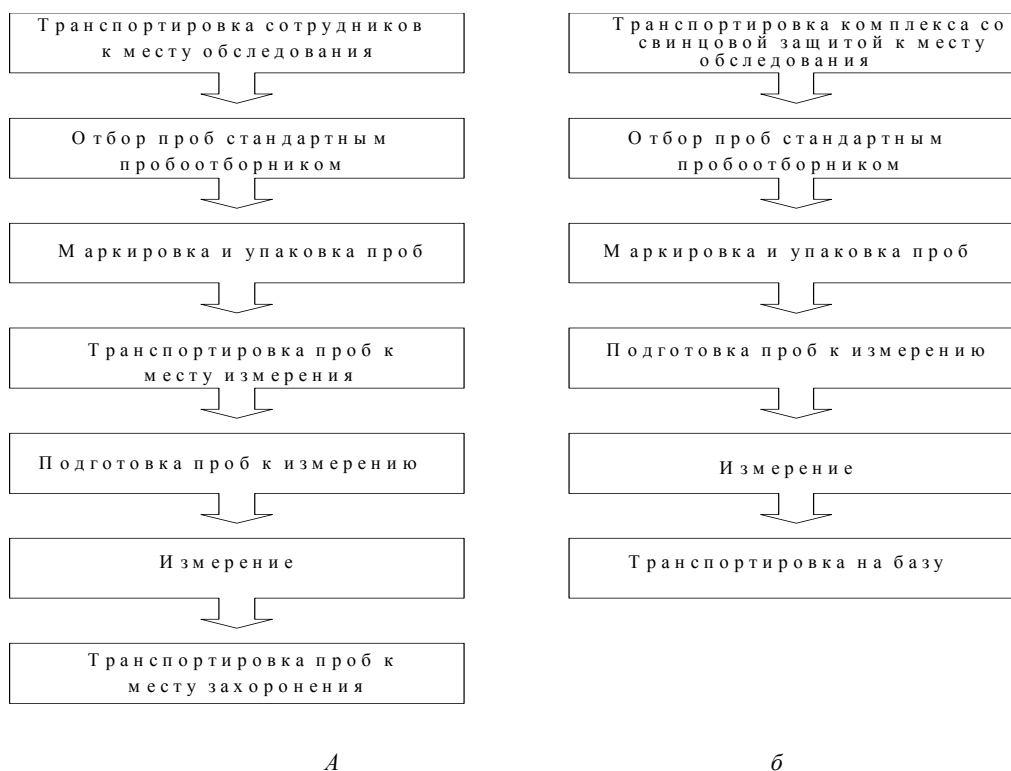 Транспортировка сотрудников
к месту обследования
Отбор проб стандартным
пробоотборником
Маркировка и упаковка проб
Транспортировка проб к
месту измерения
Подготовка проб к измерению
Измерение
Транспортировка проб к
месту захоронения
А
Транспортировка комплекса со
свинцовой защитой к месту
обследования
Отбор проб стандартным
пробоотборником
Маркировка и упаковка проб
Подготовка проб к измерению
Измерение
Транспортировка на базу
б